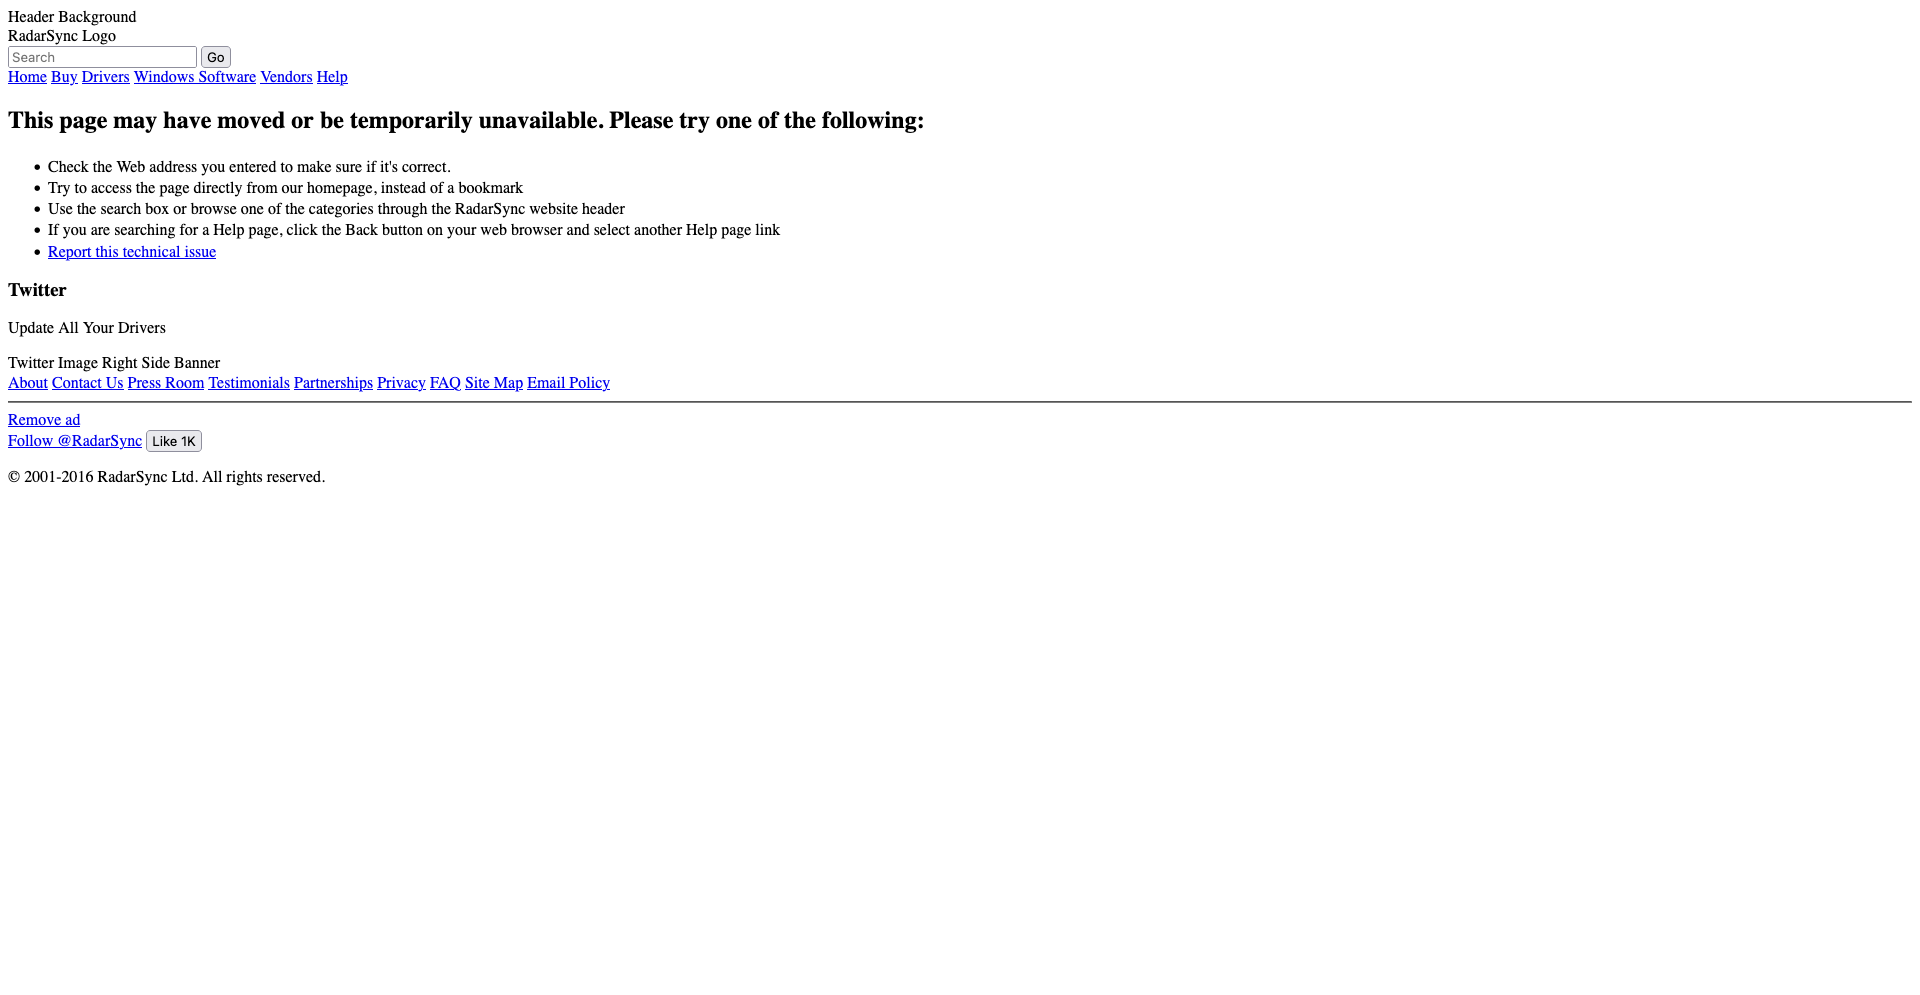 Header Background
RadarSync Logo
Search Go
Home Buy Drivers Windows Software Vendors Help
This page may have moved or be temporarily unavailable. Please try one of the following:
• Check the Web address you entered to make sure if it's correct.
• Try to access the page directly from our homepage, instead of a bookmark
• Use the search box or browse one of the categories through the RadarSync website header
• If you are searching for a Help page, click the Back button on your web browser and select another Help page link
• Report this technical issue
Twitter
Update All Your Drivers
Twitter Image Right Side Banner
About Contact Us Press Room Testimonials Partnerships Privacy FAQ Site Map Email Policy
Remove ad
Follow @RadarSync Like 1K
© 2001-2016 RadarSync Ltd. All rights reserved.